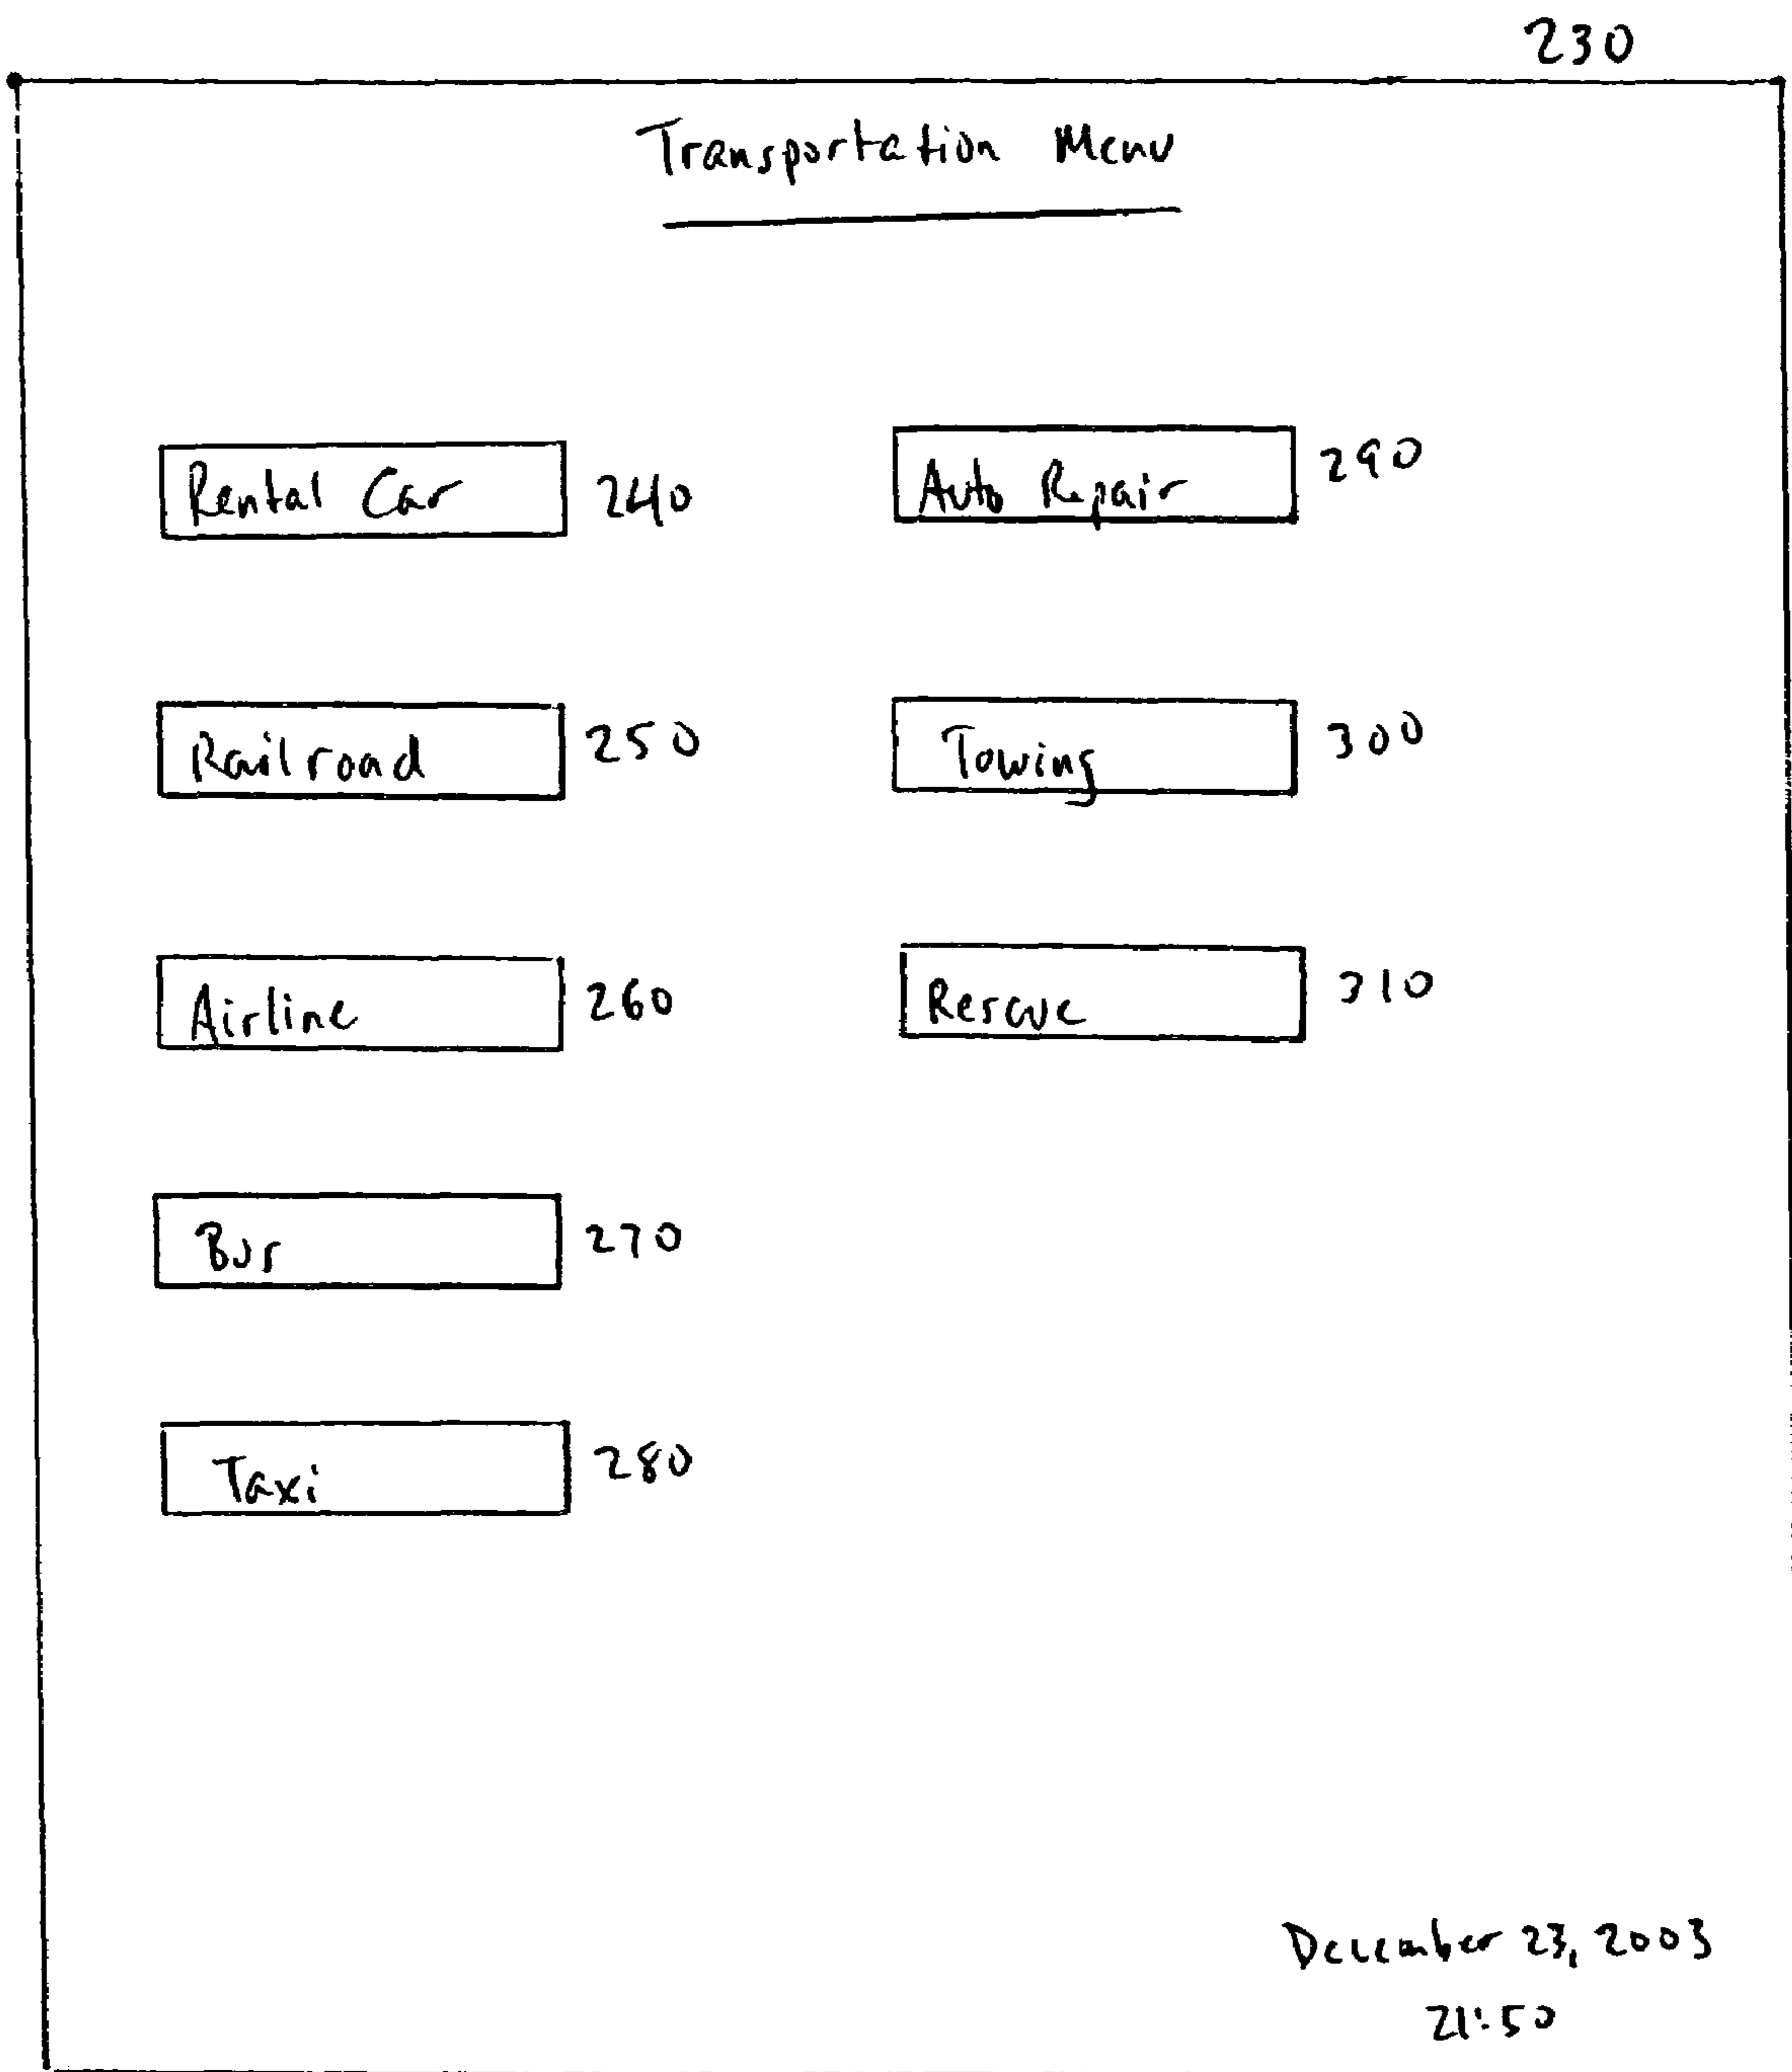 230
Transportation Menu
Rental Car 240
Auto Repair 290
Railroad 250
Towing 300
Airline 260
Rescue 310
Bus 270
Taxi 280
December 23, 2003
21:50